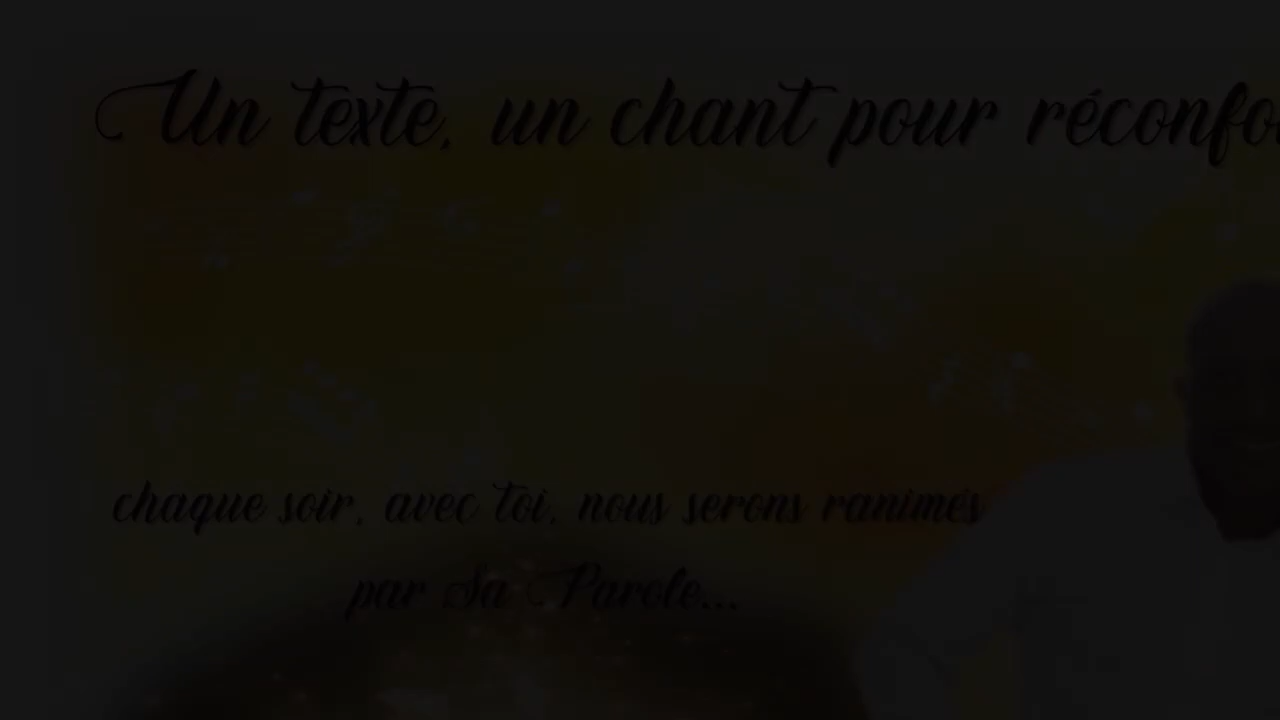 Un texte, un chant pour réconfo
chaque soir, avec toi, nous serons ranimés
par Sa Parole...